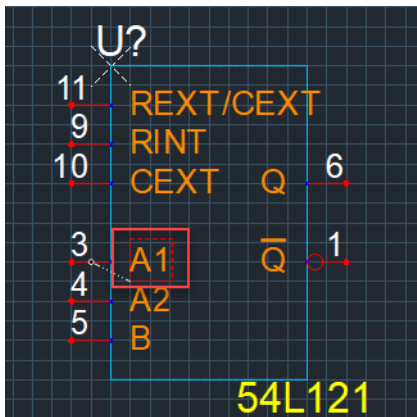 U?
11 REXT/CEXT
9 RINT
10 CEXT Q 6
3 A1 Q̅ 1
4 A2
5 B
54L121